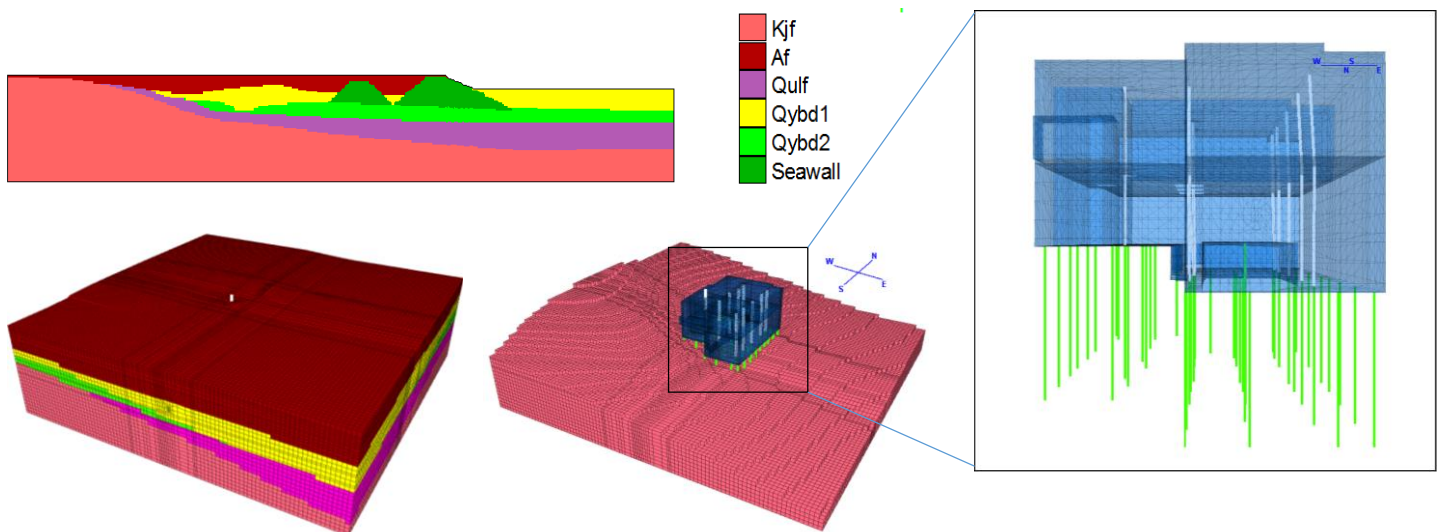 Kjf
Af
Qulf
Qybd1
Qybd2
Seawall
W S
N E
W N
S E